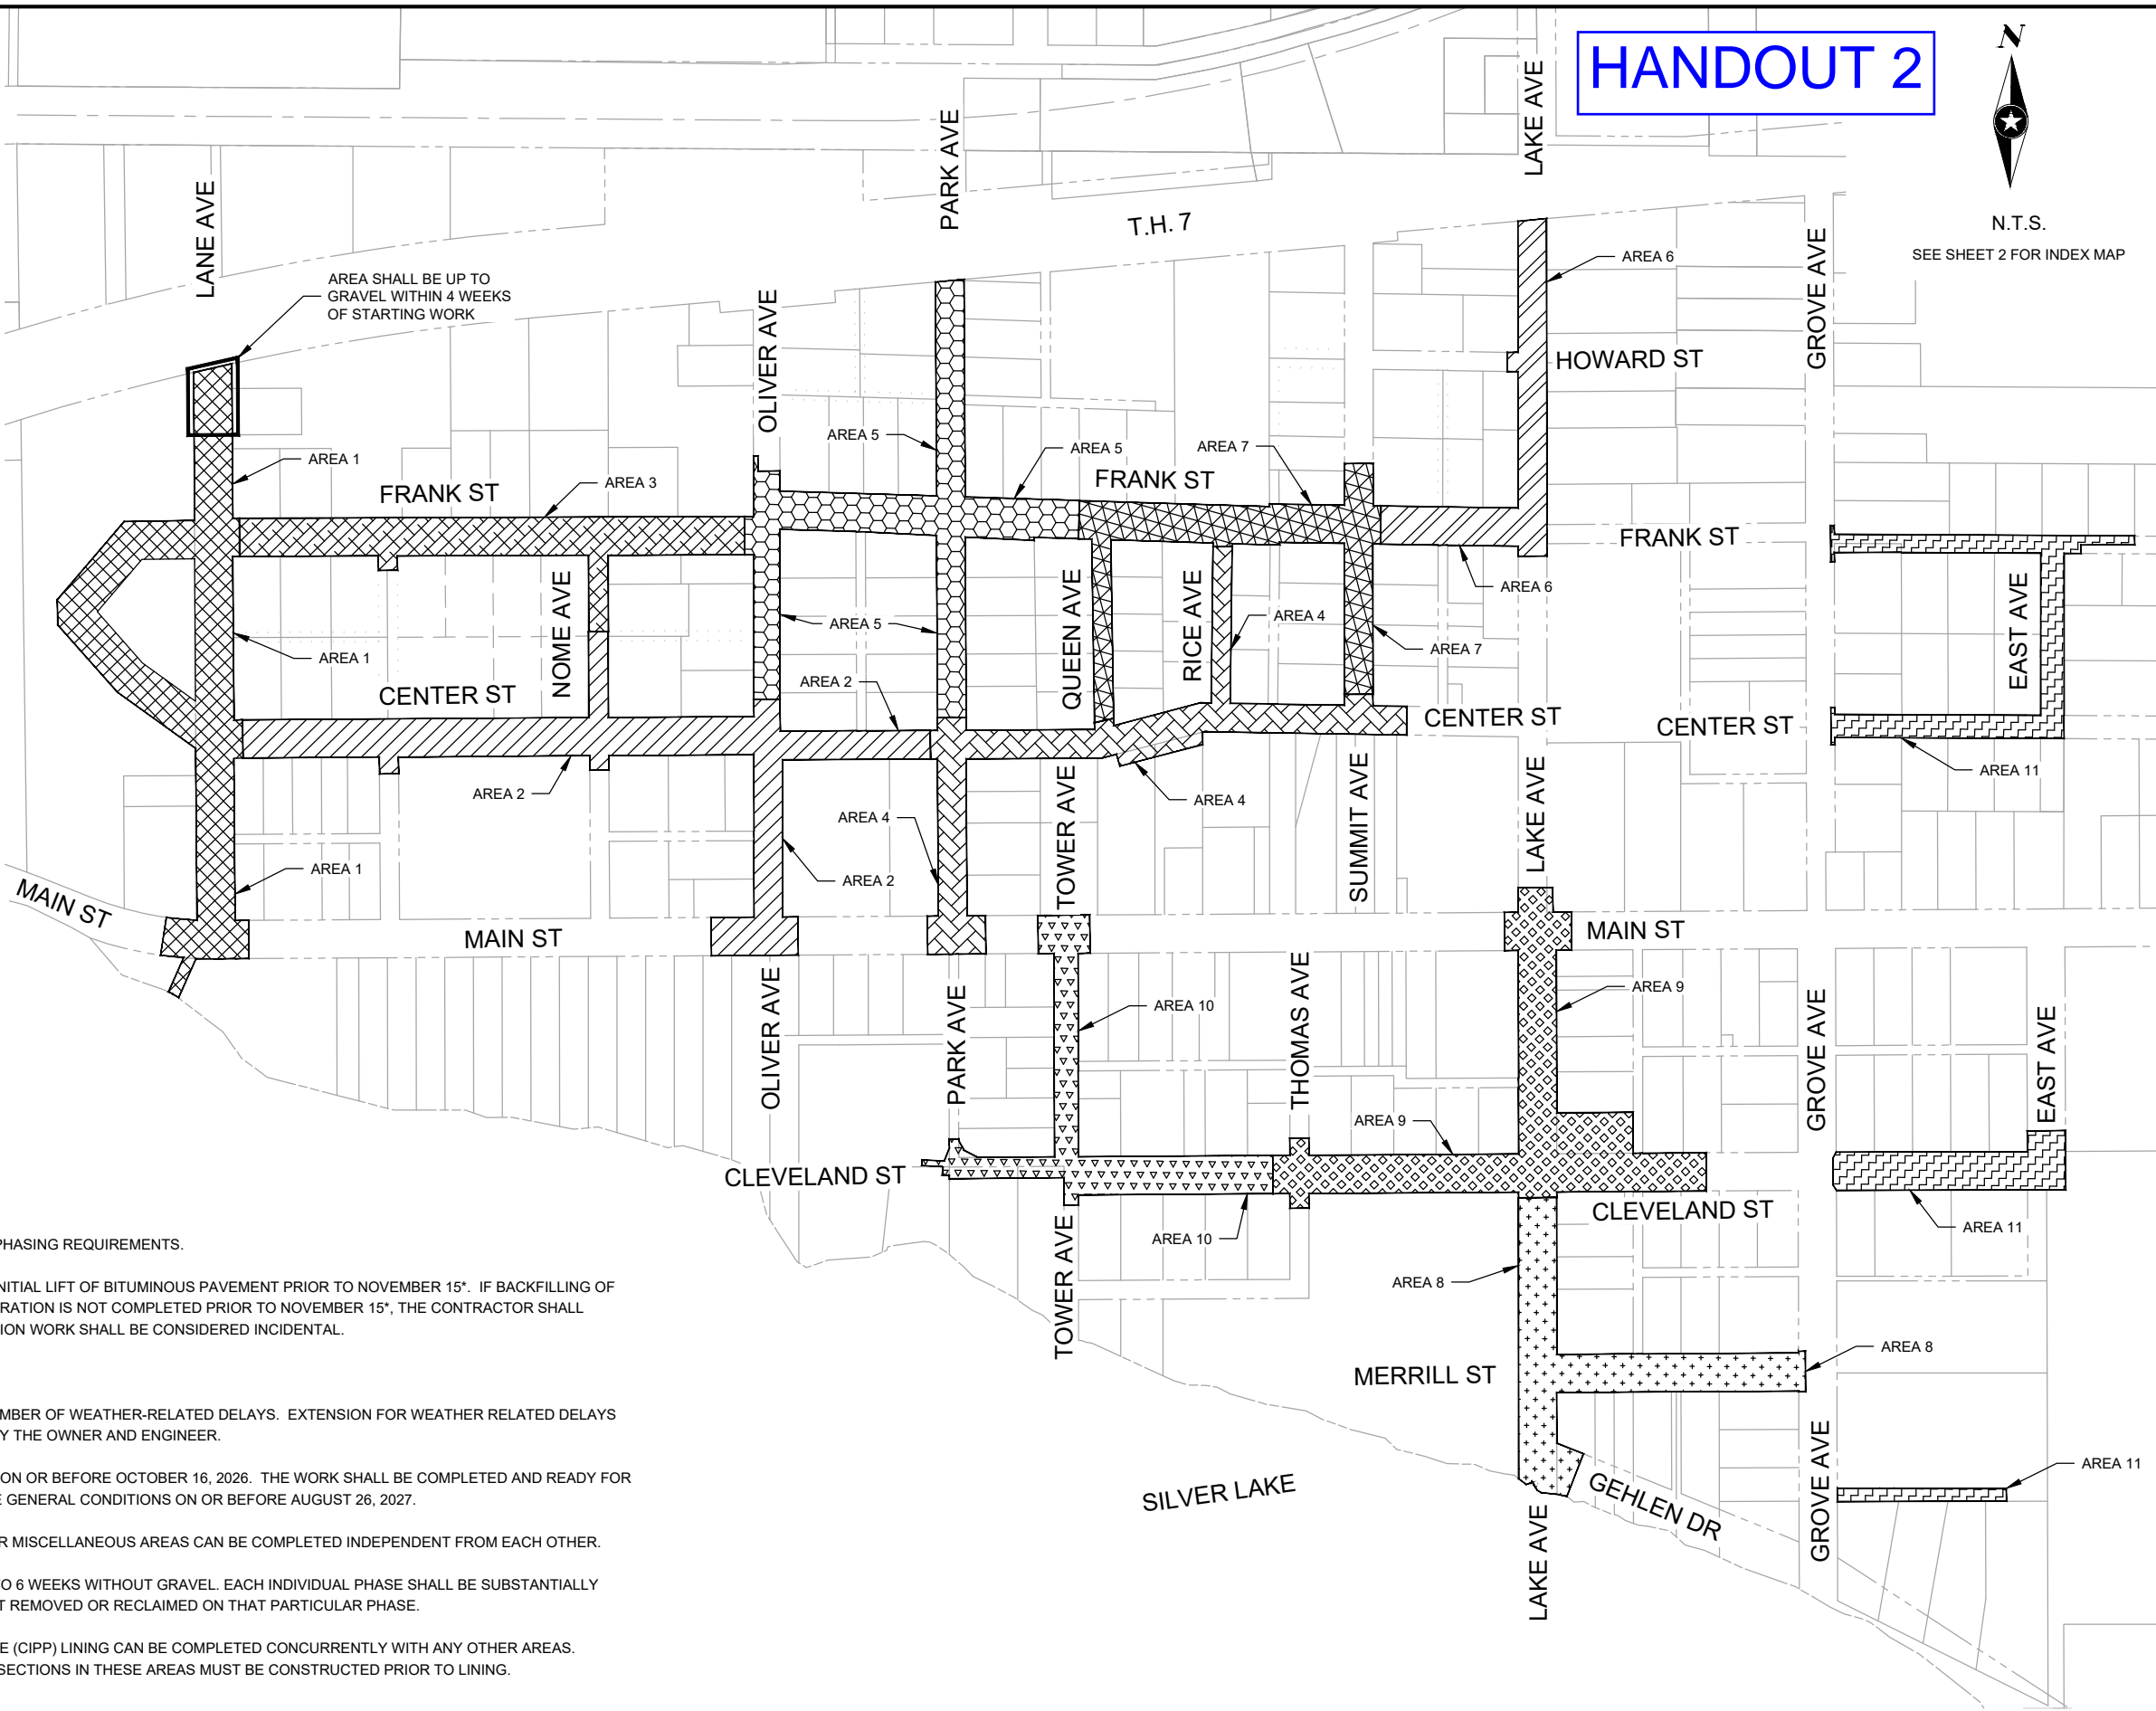 HANDOUT 2
N
N.T.S.
SEE SHEET 2 FOR INDEX MAP
LAKE AVE
PARK AVE
T.H. 7
LANE AVE
AREA SHALL BE UP TO
GRAVEL WITHIN 4 WEEKS
OF STARTING WORK
OLIVER AVE
GROVE AVE
AREA 6
HOWARD ST
AREA 5
AREA 5
AREA 7
AREA 1
FRANK ST
AREA 3
FRANK ST
FRANK ST
AREA 6
NOME AVE
QUEEN AVE
RICE AVE
AREA 4
EAST AVE
AREA 5
AREA 1
AREA 7
CENTER ST
AREA 2
CENTER ST
CENTER ST
AREA 11
AREA 2
AREA 4
TOWER AVE
SUMMIT AVE
LAKE AVE
AREA 4
AREA 1
AREA 2
MAIN ST
MAIN ST
MAIN ST
OLIVER AVE
PARK AVE
AREA 10
THOMAS AVE
AREA 9
GROVE AVE
EAST AVE
AREA 9
CLEVELAND ST
CLEVELAND ST
AREA 10
AREA 11
TOWER AVE
AREA 8
MERRILL ST
AREA 8
SILVER LAKE
GEHLEN DR
GROVE AVE
AREA 11
LAKE AVE
PHASING REQUIREMENTS.
NITIAL LIFT OF BITUMINOUS PAVEMENT PRIOR TO NOVEMBER 15*. IF BACKFILLING OF
RATION IS NOT COMPLETED PRIOR TO NOVEMBER 15*, THE CONTRACTOR SHALL
ION WORK SHALL BE CONSIDERED INCIDENTAL.
MBER OF WEATHER-RELATED DELAYS. EXTENSION FOR WEATHER RELATED DELAYS
Y THE OWNER AND ENGINEER.
ON OR BEFORE OCTOBER 16, 2026. THE WORK SHALL BE COMPLETED AND READY FOR
E GENERAL CONDITIONS ON OR BEFORE AUGUST 26, 2027.
R MISCELLANEOUS AREAS CAN BE COMPLETED INDEPENDENT FROM EACH OTHER.
TO 6 WEEKS WITHOUT GRAVEL. EACH INDIVIDUAL PHASE SHALL BE SUBSTANTIALLY
T REMOVED OR RECLAIMED ON THAT PARTICULAR PHASE.
E (CIPP) LINING CAN BE COMPLETED CONCURRENTLY WITH ANY OTHER AREAS.
SECTIONS IN THESE AREAS MUST BE CONSTRUCTED PRIOR TO LINING.